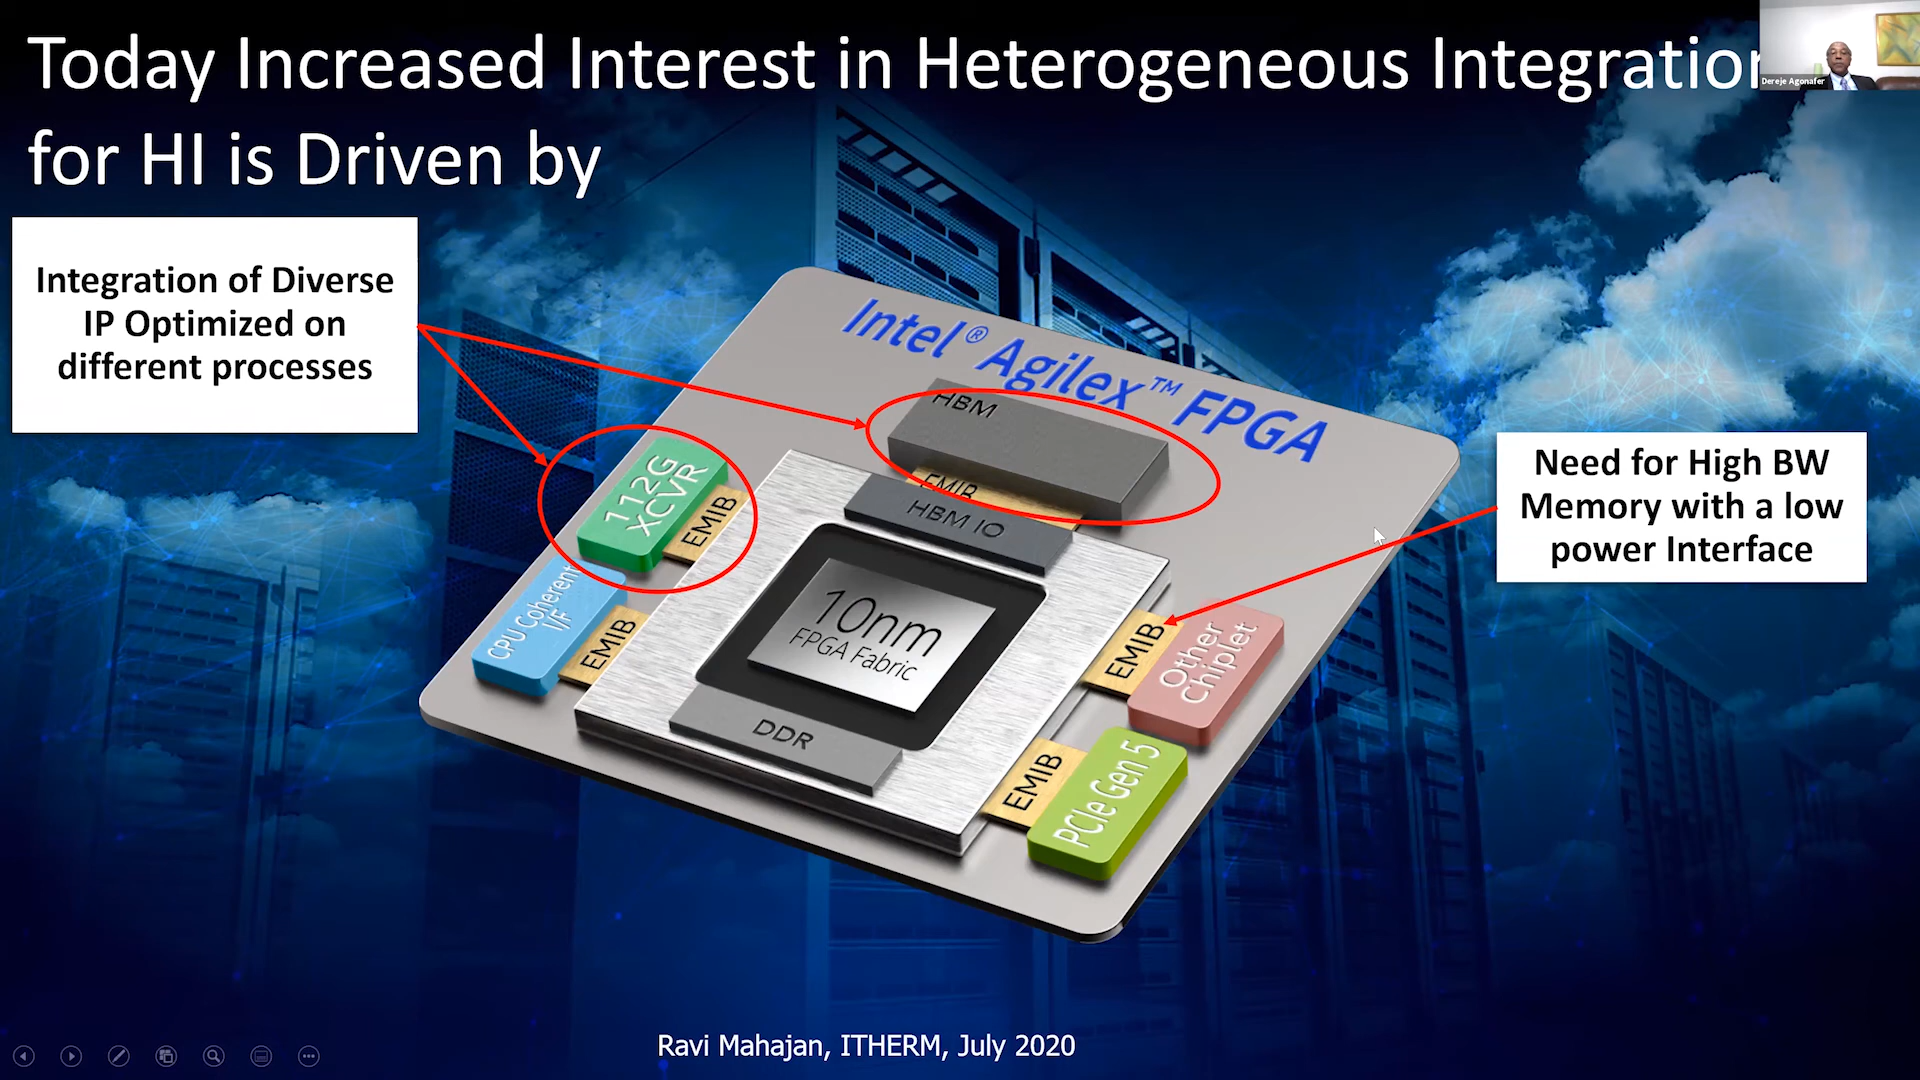 Today Increased Interest in Heterogeneous Integration
for HI is Driven by
Dereje Agonafer
Integration of Diverse
IP Optimized on
different processes
Intel® Agilex™ FPGA
HBM
EMIB
HBM IO
112G
XCVR
EMIB
CPU Coherent
I/F
EMIB
10nm
FPGA Fabric
DDR
EMIB
Other
Chiplet
EMIB
PCIe Gen 5
Need for High BW
Memory with a low
power Interface
Ravi Mahajan, ITHERM, July 2020